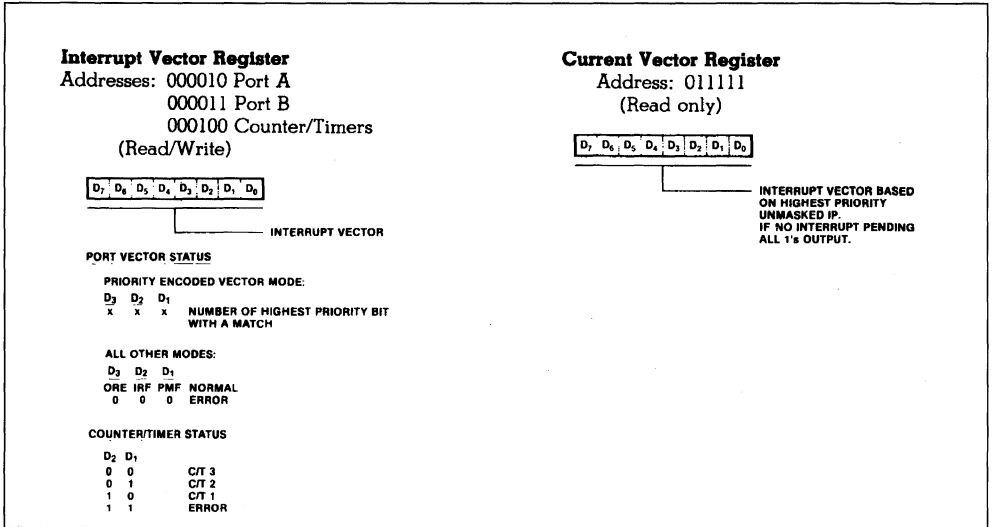 Interrupt Vector Register
Addresses: 000010 Port A
000011 Port B
000100 Counter/Timers
(Read/Write)
D7 D6 D5 D4 D3 D2 D1 D0
INTERRUPT VECTOR
PORT VECTOR STATUS
PRIORITY ENCODED VECTOR MODE:
D3 D2 D1
x x x NUMBER OF HIGHEST PRIORITY BIT
WITH A MATCH
ALL OTHER MODES:
D3 D2 D1
ORE IRF PMF NORMAL
0 0 0 ERROR
COUNTER/TIMER STATUS
D2 D1
0 0 C/T 3
0 1 C/T 2
1 0 C/T 1
1 1 ERROR
Current Vector Register
Address: 011111
(Read only)
D7 D6 D5 D4 D3 D2 D1 D0
INTERRUPT VECTOR BASED
ON HIGHEST PRIORITY
UNMASKED IP.
IF NO INTERRUPT PENDING
ALL 1's OUTPUT.